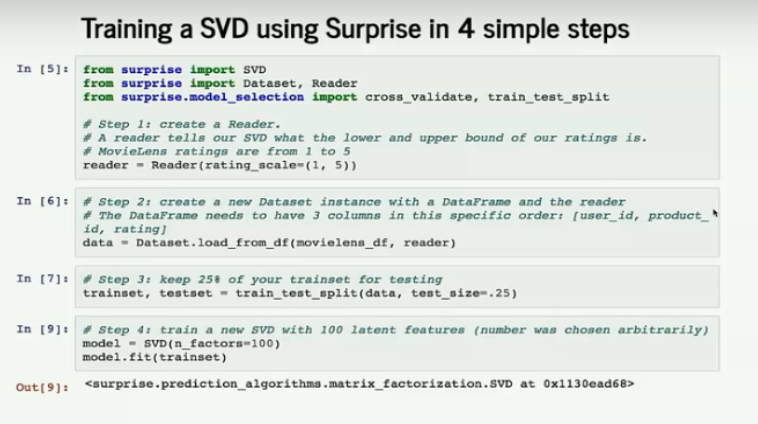 Training a SVD using Surprise in 4 simple steps
In [5]: from surprise import SVD
from surprise import Dataset, Reader
from surprise.model_selection import cross_validate, train_test_split
# Step 1: create a Reader.
# A reader tells our SVD what the lower and upper bound of our ratings is.
# MovieLens ratings are from 1 to 5
reader = Reader(rating_scale=(1, 5))
In [6]: # Step 2: create a new Dataset instance with a DataFrame and the reader
# The DataFrame needs to have 3 columns in this specific order: [user_id, product_
id, rating]
data = Dataset.load_from_df(movielens_df, reader)
In [7]: # Step 3: keep 25% of your trainset for testing
trainset, testset = train_test_split(data, test_size=.25)
In [9]: # Step 4: train a new SVD with 100 latent features (number was chosen arbitrarily)
model = SVD(n_factors=100)
model.fit(trainset)
Out[9]: <surprise.prediction_algorithms.matrix_factorization.SVD at 0x1130ead68>